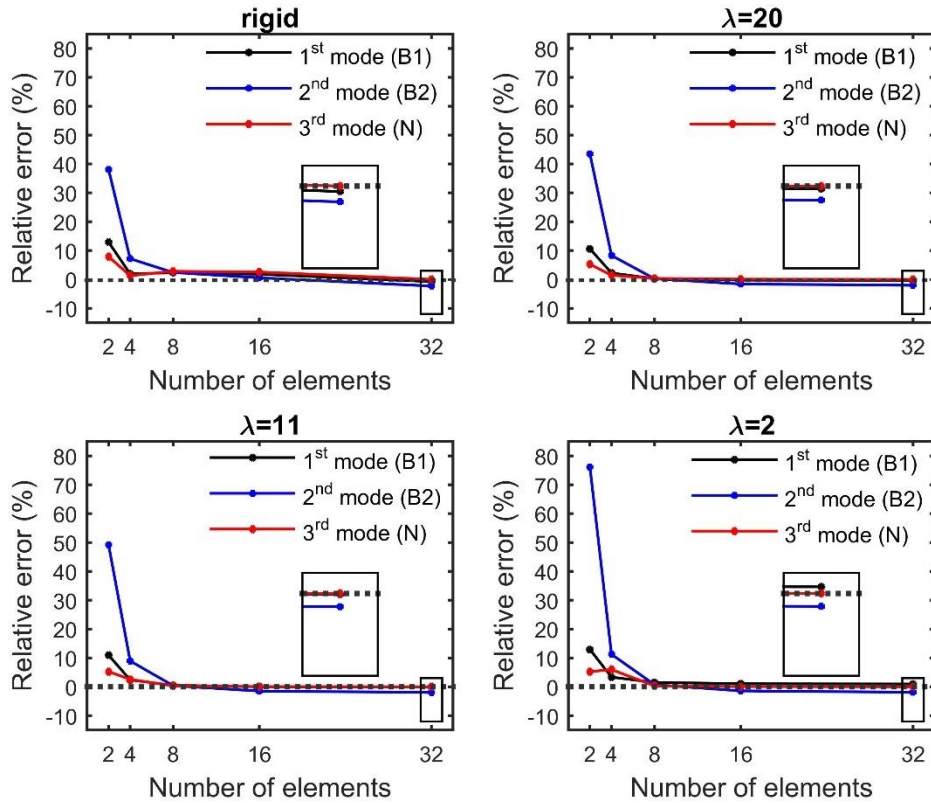 rigid
80
70
60
50
40
30
20
10
0
-10
Relative error (%)
1st mode (B1)
2nd mode (B2)
3rd mode (N)
2 4 8 16 32
Number of elements
λ=20
80
70
60
50
40
30
20
10
0
-10
Relative error (%)
1st mode (B1)
2nd mode (B2)
3rd mode (N)
2 4 8 16 32
Number of elements
λ=11
80
70
60
50
40
30
20
10
0
-10
Relative error (%)
1st mode (B1)
2nd mode (B2)
3rd mode (N)
2 4 8 16 32
Number of elements
λ=2
80
70
60
50
40
30
20
10
0
-10
Relative error (%)
1st mode (B1)
2nd mode (B2)
3rd mode (N)
2 4 8 16 32
Number of elements